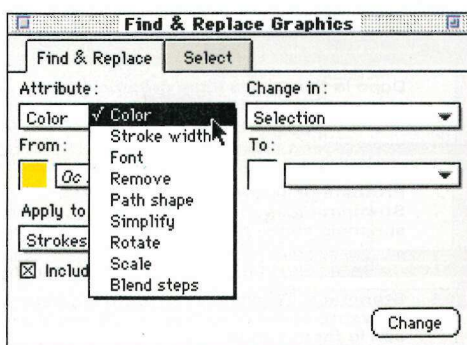 Find & Replace Graphics
Find & Replace Select
Attribute: Change in:
Color √ Color Selection
Stroke width
From: To:
Font
Oc
Remove
Path shape
Apply to
Simplify
Strokes
Rotate
Scale
Includ
Blend steps
Change